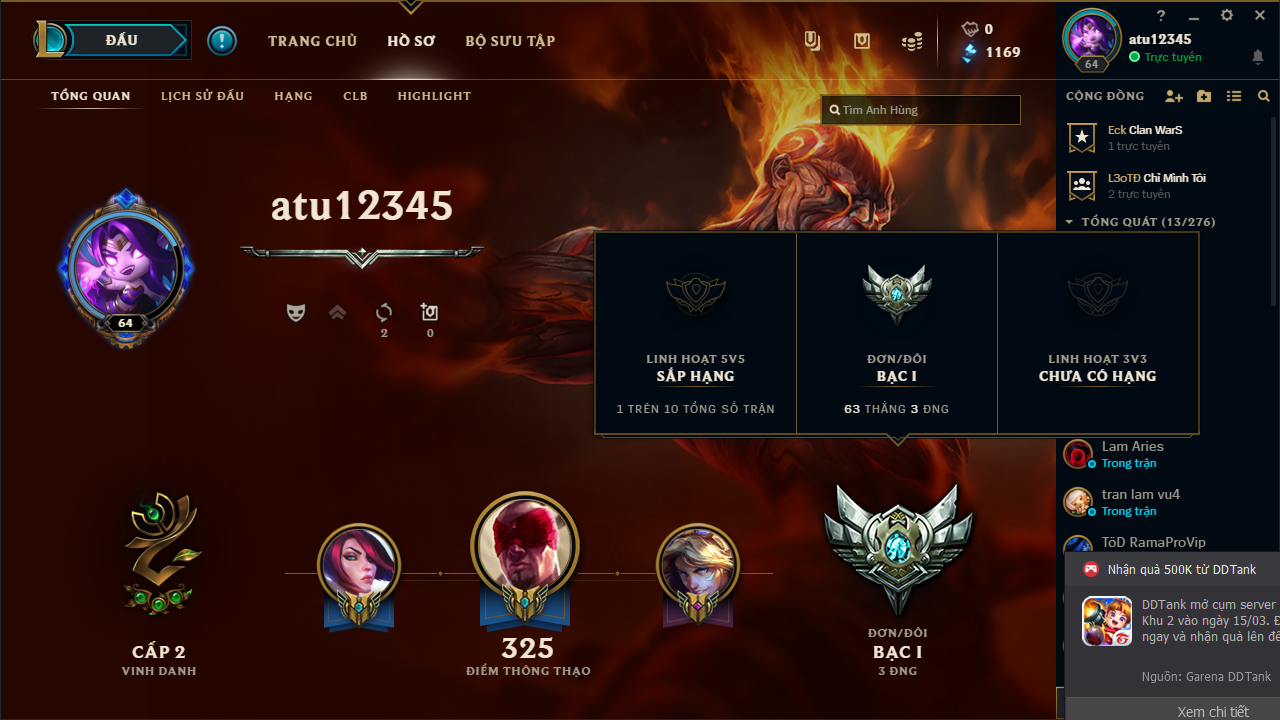 ĐẤU
TRANG CHỦ
HỒ SƠ
BỘ SƯU TẬP
0
1169
?
atu12345
Trực tuyến
64
TỔNG QUAN
LỊCH SỬ ĐẤU
HẠNG
CLB
HIGHLIGHT
Tìm Anh Hùng
CỘNG ĐỒNG
Eck Clan WarS
1 trực tuyến
L3oTĐ Chỉ Mình Tôi
2 trực tuyến
TỔNG QUÁT (13/276)
atu12345
64
2
0
LINH HOẠT 5V5
SẮP HẠNG
1 TRÊN 10 TỔNG SỐ TRẬN
ĐƠN/ĐÔI
BẠC I
63 THẮNG 3 ĐNG
LINH HOẠT 3V3
CHƯA CÓ HẠNG
Lam Aries
Trong trận
tran lam vu4
Trong trận
TöD RamaProVip
CẤP 2
VINH DANH
325
ĐIỂM THÔNG THẠO
ĐƠN/ĐÔI
BẠC I
3 ĐNG
Nhận quà 500K từ DDTank
DDTank mở cụm server
Khu 2 vào ngày 15/03. Đ
ngay và nhận quà lên đế
Nguồn: Garena DDTank
Xem chi tiết